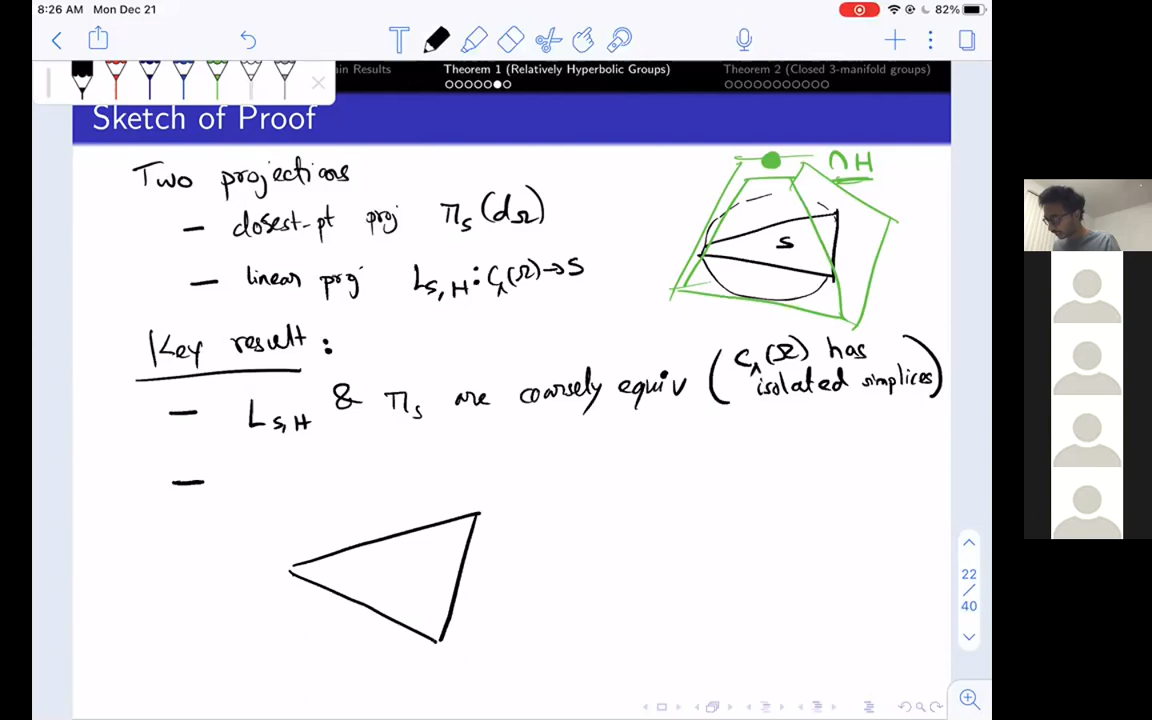 8:26 AM Mon Dec 21
82%
ain Results
Theorem 1 (Relatively Hyperbolic Groups)
Theorem 2 (Closed 3-manifold groups)
Sketch of Proof
Two projections
– closest-pt proj π_S (d_Ω)
– linear proj L_{S,H} : C_Λ(Ω) → S
∩H
S
Key result :
– L_{S,H} & π_S are coarsely equiv ( C_Λ(Ω) has isolated simplices )
–
22
/
40